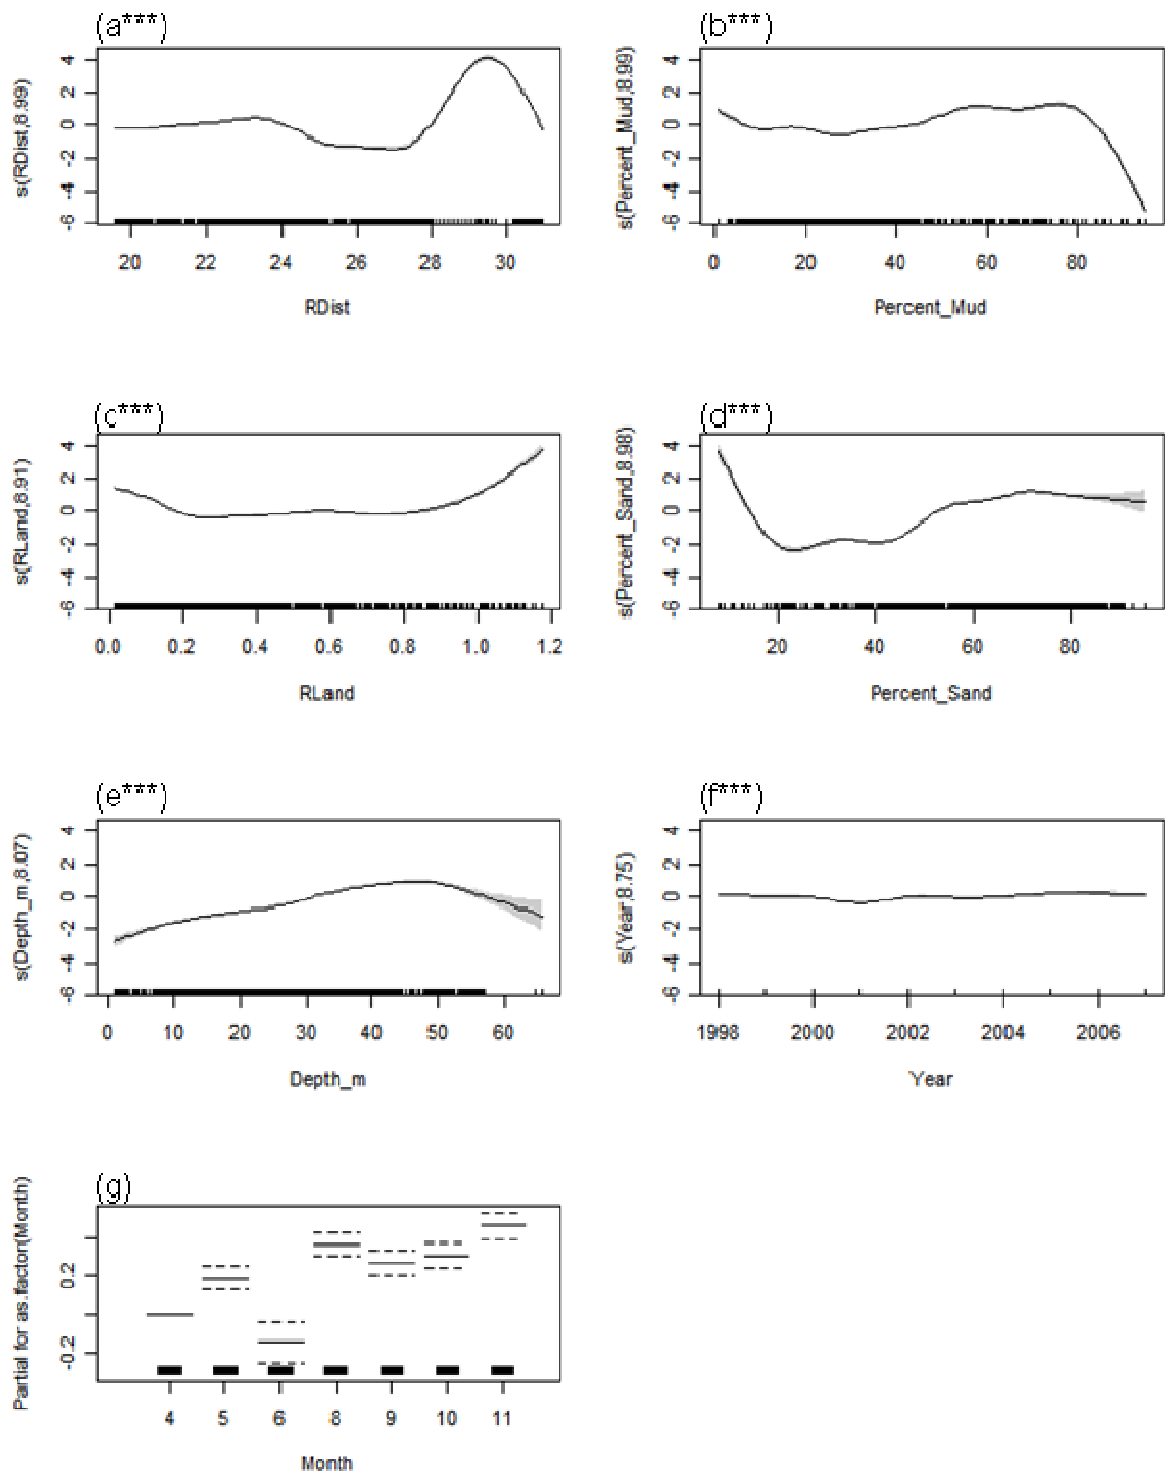 (a***)
s(RDist,8.99)
4
2
0
-2
-4
-6
20 22 24 26 28 30
RDist
(b***)
s(Percent_Mud,8.99)
4
2
0
-2
-4
-6
0 20 40 60 80
Percent_Mud
(c***)
s(RLand,8.91)
4
2
0
-2
-4
-6
0.0 0.2 0.4 0.6 0.8 1.0 1.2
RLand
(d***)
s(Percent_Sand,8.98)
4
2
0
-2
-4
-6
20 40 60 80
Percent_Sand
(e***)
s(Depth_m,8.07)
4
2
0
-2
-4
-6
0 10 20 30 40 50 60
Depth_m
(f***)
s(Year,8.75)
4
2
0
-2
-4
-6
1998 2000 2002 2004 2006
Year
(g)
Partial for as.factor(Month)
0.2
-0.2
4 5 6 8 9 10 11
Month